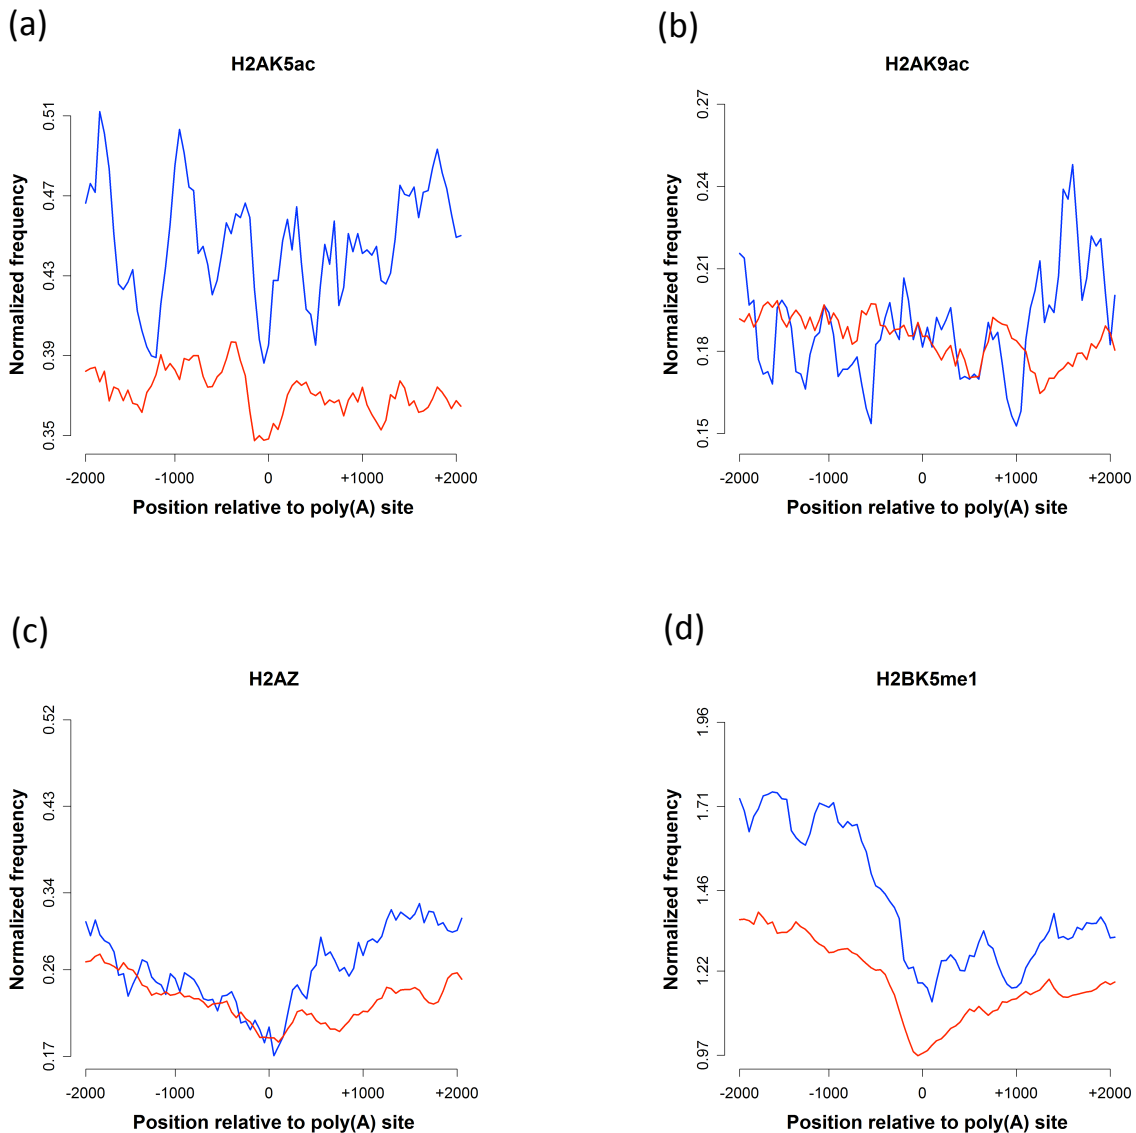 (a)
H2AK5ac
Normalized frequency
0.51
0.47
0.43
0.39
0.35
-2000 -1000 0 +1000 +2000
Position relative to poly(A) site
(b)
H2AK9ac
Normalized frequency
0.27
0.24
0.21
0.18
0.15
-2000 -1000 0 +1000 +2000
Position relative to poly(A) site
(c)
H2AZ
Normalized frequency
0.52
0.43
0.34
0.26
0.17
-2000 -1000 0 +1000 +2000
Position relative to poly(A) site
(d)
H2BK5me1
Normalized frequency
1.96
1.71
1.46
1.22
0.97
-2000 -1000 0 +1000 +2000
Position relative to poly(A) site